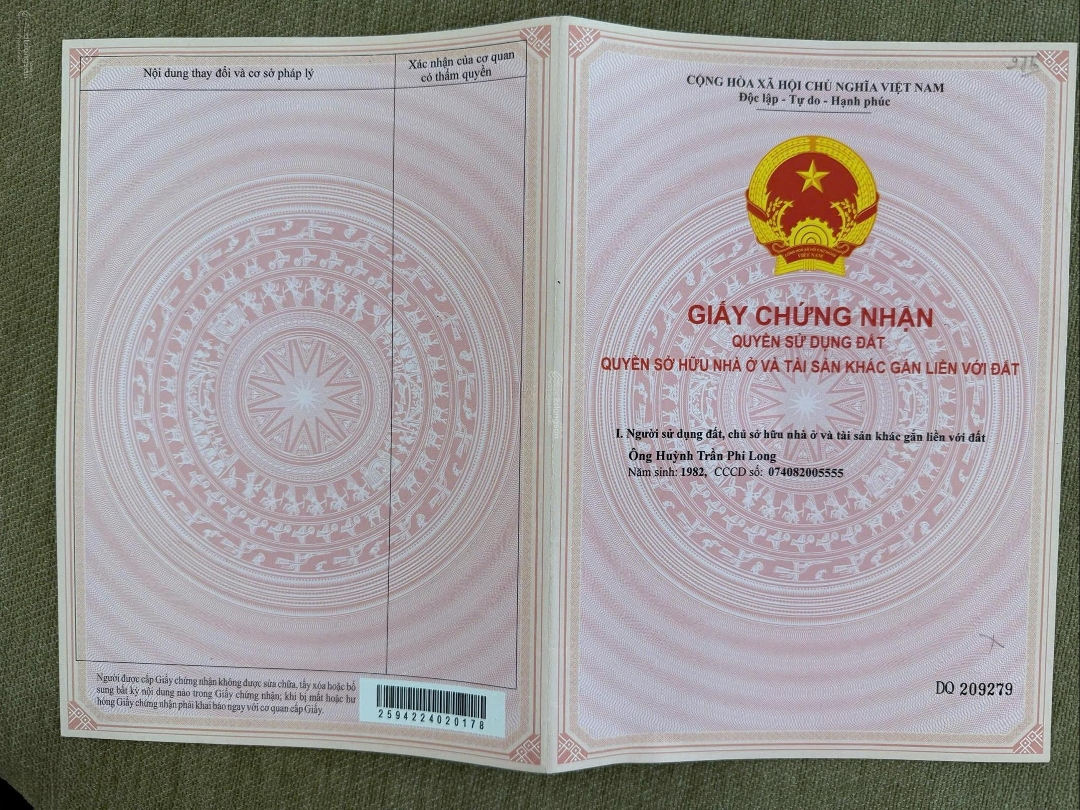 Nội dung thay đổi và cơ sở pháp lý
Xác nhận của cơ quan
có thẩm quyền
Người được cấp Giấy chứng nhận không được sửa chữa, tẩy xóa hoặc bổ
sung bất kỳ nội dung nào trong Giấy chứng nhận; khi bị mất hoặc hư
hỏng Giấy chứng nhận phải khai báo ngay với cơ quan cấp Giấy.
2594224020178
CỘNG HÒA XÃ HỘI CHỦ NGHĨA VIỆT NAM
Độc lập - Tự do - Hạnh phúc
VIỆT NAM
GIẤY CHỨNG NHẬN
QUYỀN SỬ DỤNG ĐẤT
QUYỀN SỞ HỮU NHÀ Ở VÀ TÀI SẢN KHÁC GẮN LIỀN VỚI ĐẤT
I. Người sử dụng đất, chủ sở hữu nhà ở và tài sản khác gắn liền với đất
Ông Huỳnh Trần Phi Long
Năm sinh: 1982, CCCD số: 074082005555
DQ 209279